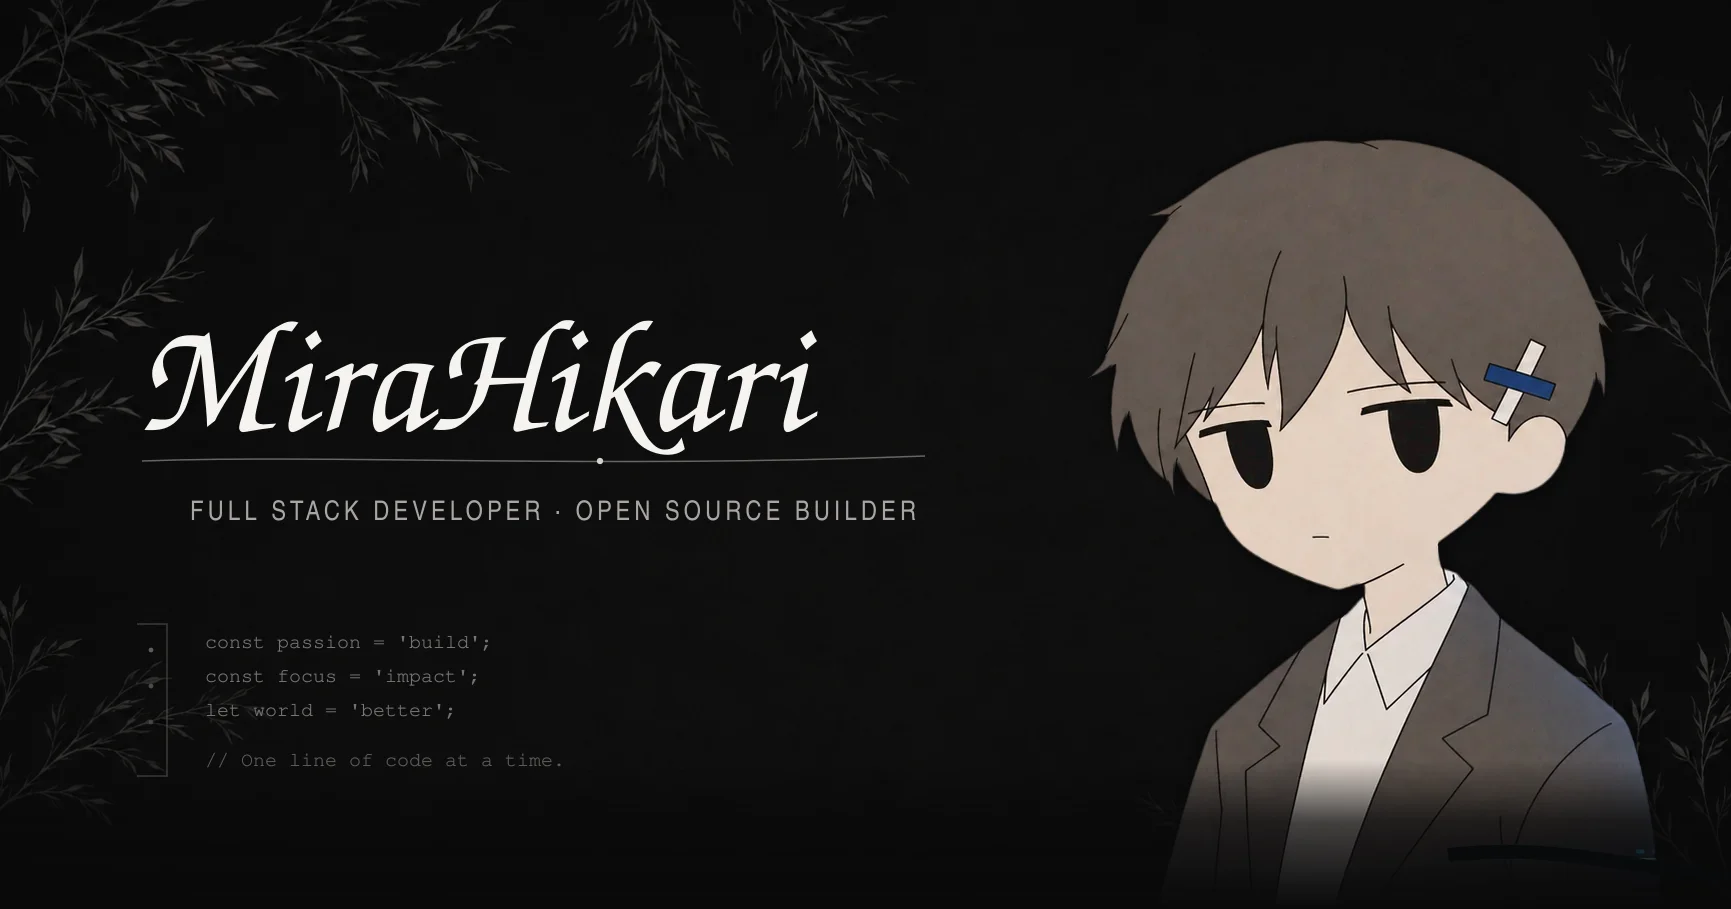 MiraHikari
FULL STACK DEVELOPER · OPEN SOURCE BUILDER
const passion = 'build';
const focus = 'impact';
let world = 'better';
// One line of code at a time.